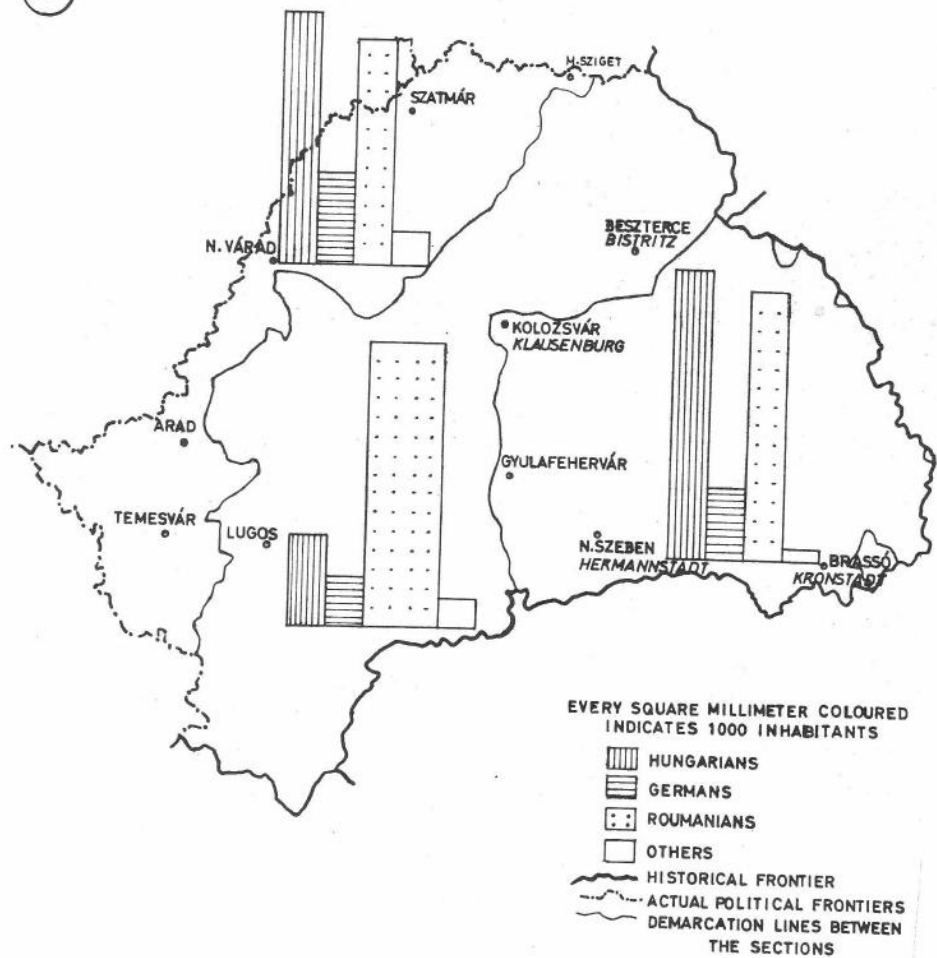 M.SZIGET
SZATMÁR
N. VÁRAD
BESZTERCE
BISTRITZ
KOLOZSVÁR
KLAUSENBURG
ARAD
GYULAFEHERVÁR
TEMESVÁR
LUGOS
N.SZEBEN
HERMANNSTADT
BRASSÓ
KRONSTADT
EVERY SQUARE MILLIMETER COLOURED
INDICATES 1000 INHABITANTS
HUNGARIANS
GERMANS
ROUMANIANS
OTHERS
HISTORICAL FRONTIER
ACTUAL POLITICAL FRONTIERS
DEMARCATION LINES BETWEEN
THE SECTIONS